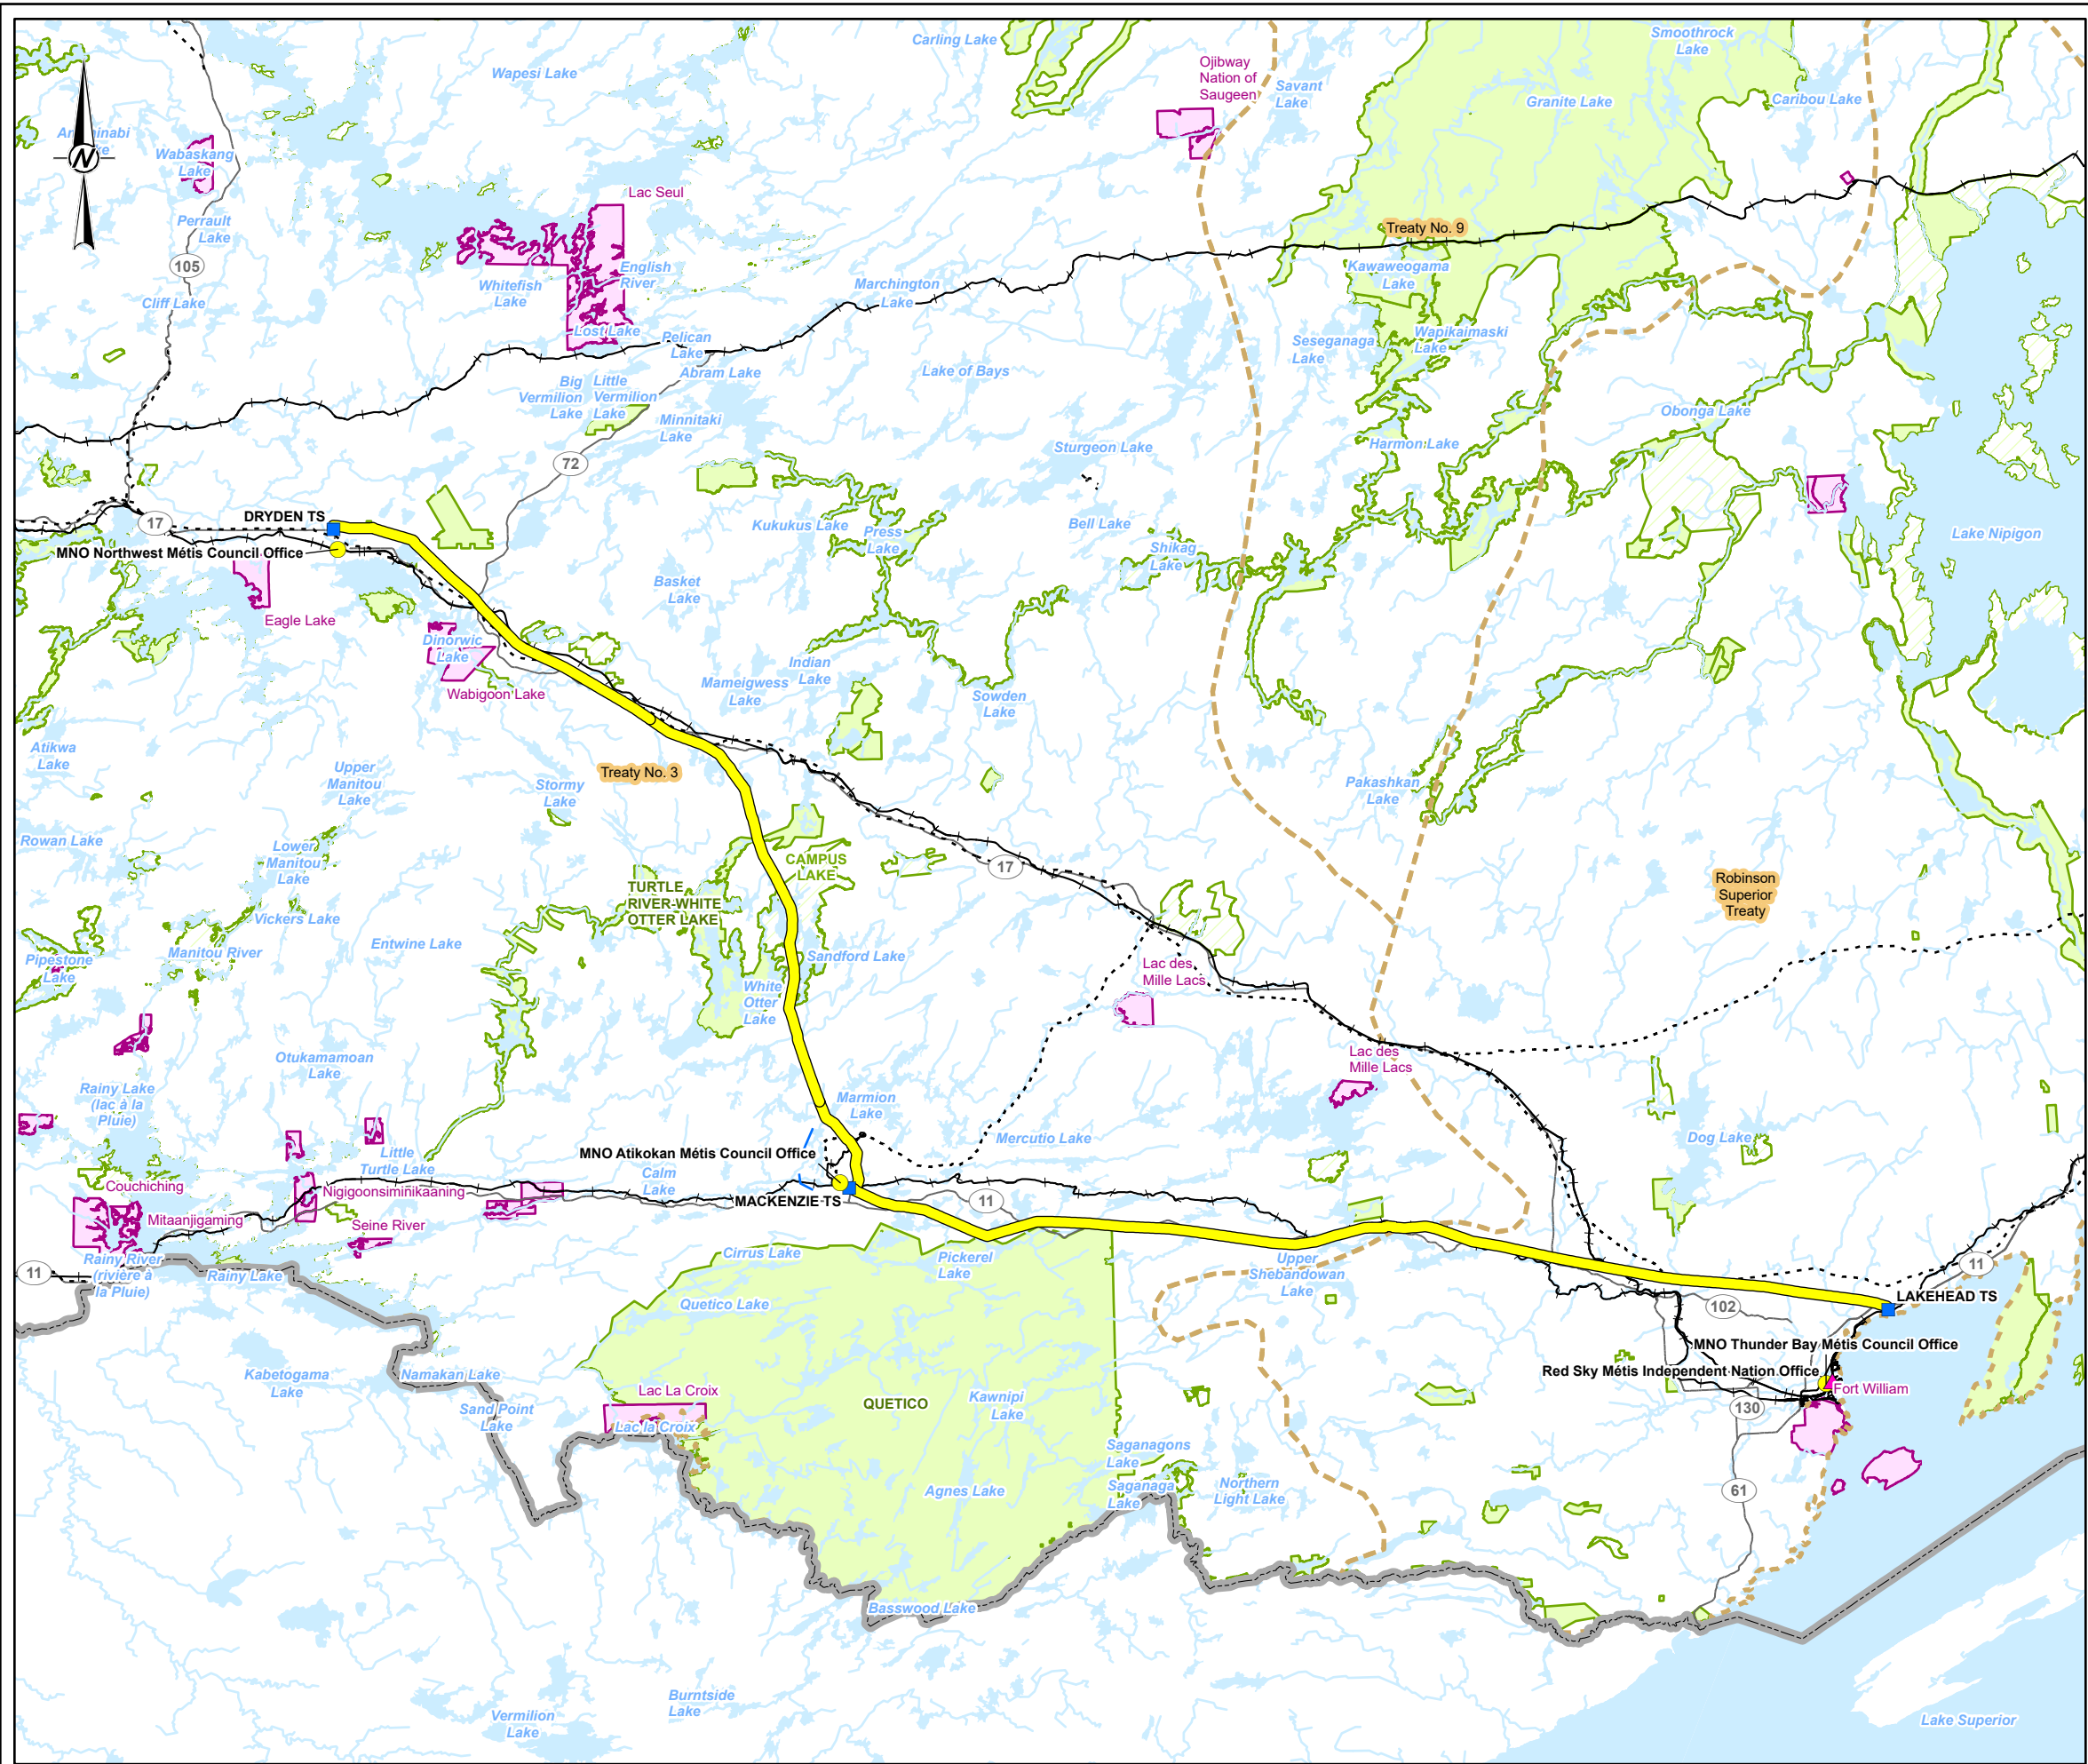 Carling Lake
Smoothrock
Lake
Wapesi Lake
Ojibway
Nation of
Saugeen
Savant
Lake
Granite Lake
Caribou Lake
N
Wabaskang
Lake
Lac Seul
Perrault
Lake
Treaty No. 9
105
English
River
Kawaweogama
Lake
Whitefish
Lake
Marchington
Lake
Cliff Lake
Lost Lake
Pelican
Lake
Wapikaimaski
Lake
Seseganaga
Lake
Abram Lake
Lake of Bays
Big
Vermilion
Lake
Little
Vermilion
Lake
Minnitaki
Lake
Obonga Lake
Harmon Lake
Sturgeon Lake
72
DRYDEN TS
17
Kukukus Lake
Press
Lake
Bell Lake
Lake Nipigon
MNO Northwest Métis Council Office
Shikag
Lake
Basket
Lake
Eagle Lake
Dinorwic
Lake
Indian
Lake
Wabigoon Lake
Mameigwess
Lake
Sowden
Lake
Atikwa
Lake
Treaty No. 3
Upper
Manitou
Lake
Stormy
Lake
Pakashkan
Lake
Rowan Lake
Lower
Manitou
Lake
CAMPUS
LAKE
17
TURTLE
RIVER-WHITE
OTTER LAKE
Robinson
Superior
Treaty
Vickers Lake
Entwine Lake
Manitou River
Pipestone
Lake
Sandford Lake
Lac des
Mille Lacs
White
Otter
Lake
Otukamamoan
Lake
Lac des
Mille Lacs
Rainy Lake
(lac à la
Pluie)
Marmion
Lake
Mercutio Lake
Dog Lake
MNO Atikokan Métis Council Office
Little
Turtle Lake
Calm
Lake
Couchiching
Nigigoonsiminikaaning
MACKENZIE TS
11
Mitaanjigaming
Seine River
Rainy River
(rivière à
la Pluie)
Cirrus Lake
Pickerel
Lake
Upper
Shebandowan
Lake
11
11
Rainy Lake
Quetico Lake
LAKEHEAD TS
102
MNO Thunder Bay Métis Council Office
Red Sky Métis Independent Nation Office
Kabetogama
Lake
Namakan Lake
Lac La Croix
Fort William
Kawnipi
Lake
QUETICO
130
Sand Point
Lake
Lac la Croix
Saganagons
Lake
Agnes Lake
Saganaga
Lake
Northern
Light Lake
61
Basswood Lake
Burntside
Lake
Vermilion
Lake
Lake Superior